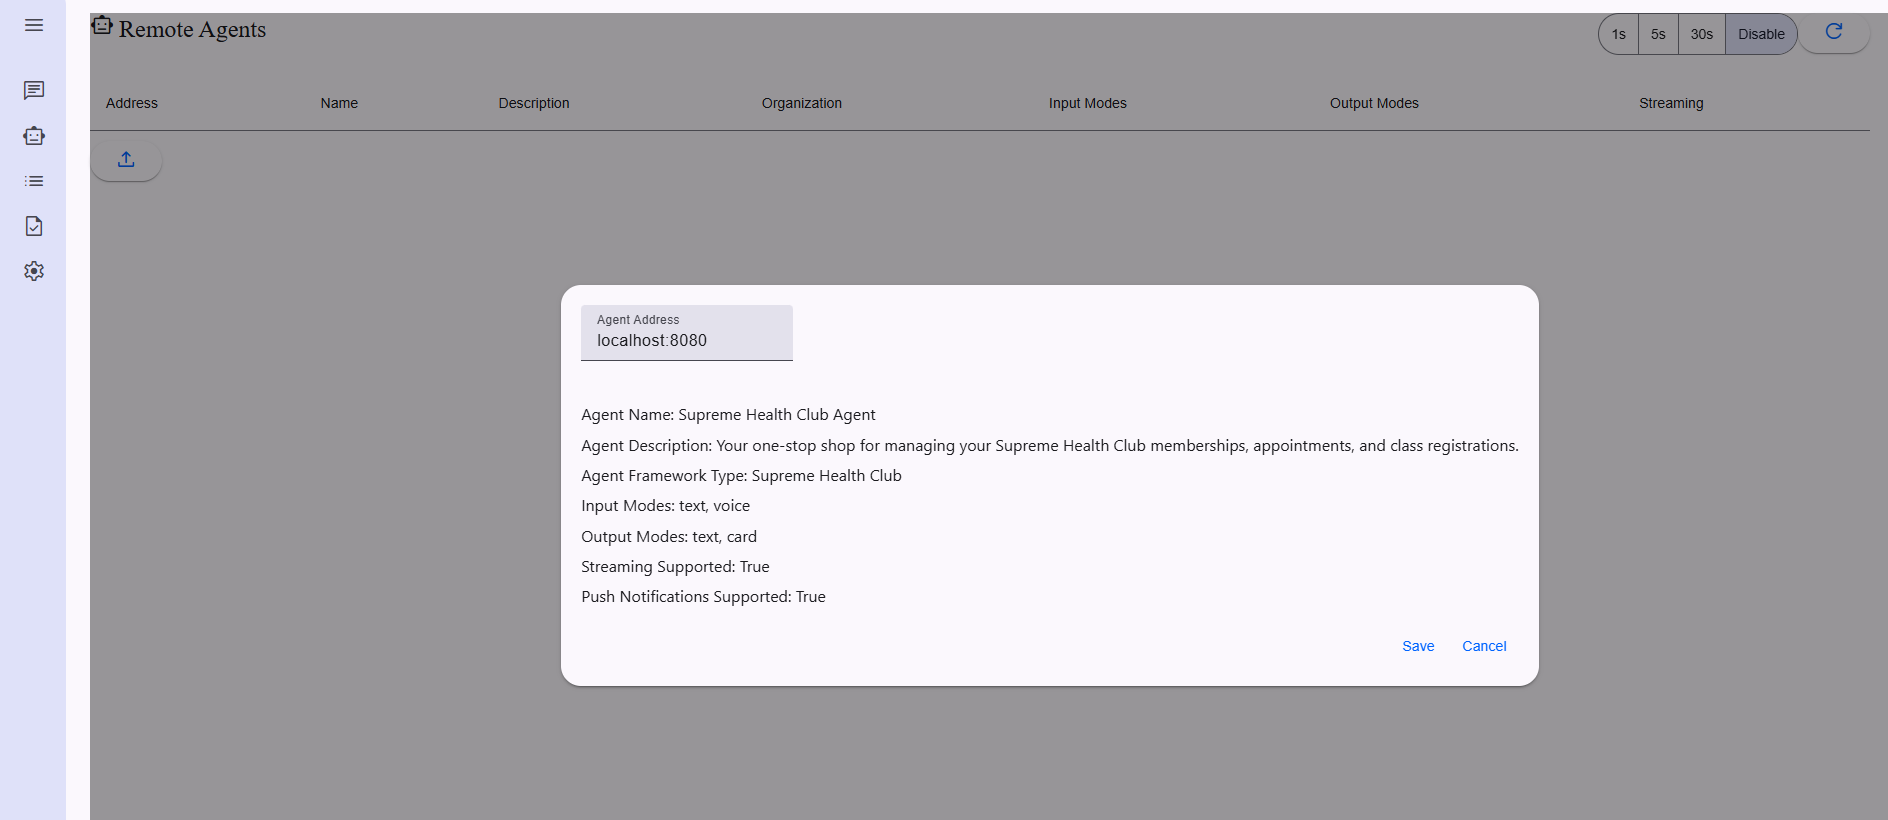 Remote Agents
1s 5s 30s Disable
Address Name Description Organization Input Modes Output Modes Streaming
Agent Address
localhost:8080
Agent Name: Supreme Health Club Agent
Agent Description: Your one-stop shop for managing your Supreme Health Club memberships, appointments, and class registrations.
Agent Framework Type: Supreme Health Club
Input Modes: text, voice
Output Modes: text, card
Streaming Supported: True
Push Notifications Supported: True
Save Cancel